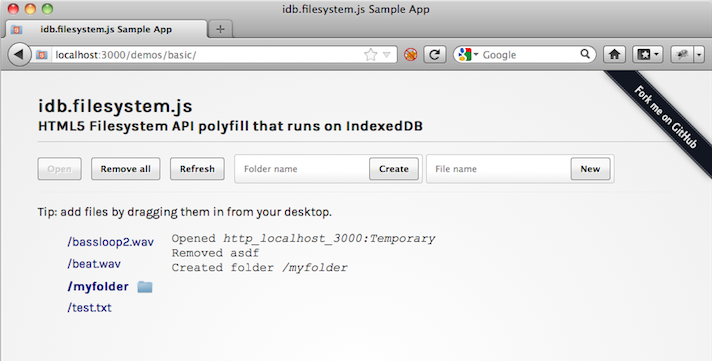 idb.filesystem.js Sample App
idb.filesystem.js Sample App
localhost:3000/demos/basic/
Google
Fork me on GitHub
idb.filesystem.js
HTML5 Filesystem API polyfill that runs on IndexedDB
Open Remove all Refresh Folder name Create File name New
Tip: add files by dragging them in from your desktop.
/bassloop2.wav
/beat.wav
/myfolder
/test.txt
Opened http_localhost_3000:Temporary
Removed asdf
Created folder /myfolder